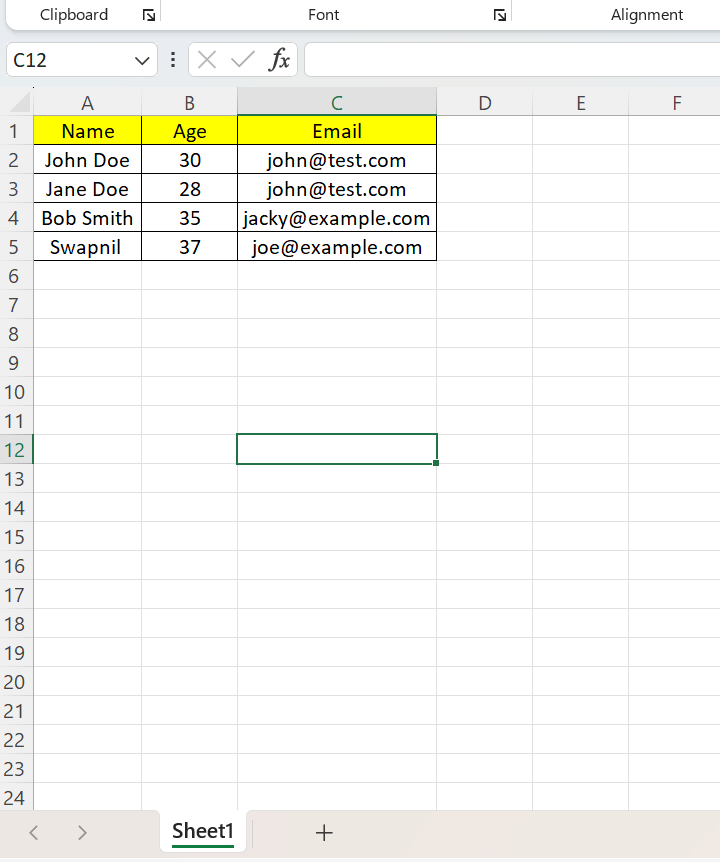 Clipboard Font Alignment
C12 fx
A B C D E F
1 Name Age Email
2 John Doe 30 john@test.com
3 Jane Doe 28 john@test.com
4 Bob Smith 35 jacky@example.com
5 Swapnil 37 joe@example.com
6
7
8
9
10
11
12
13
14
15
16
17
18
19
20
21
22
23
24
Sheet1